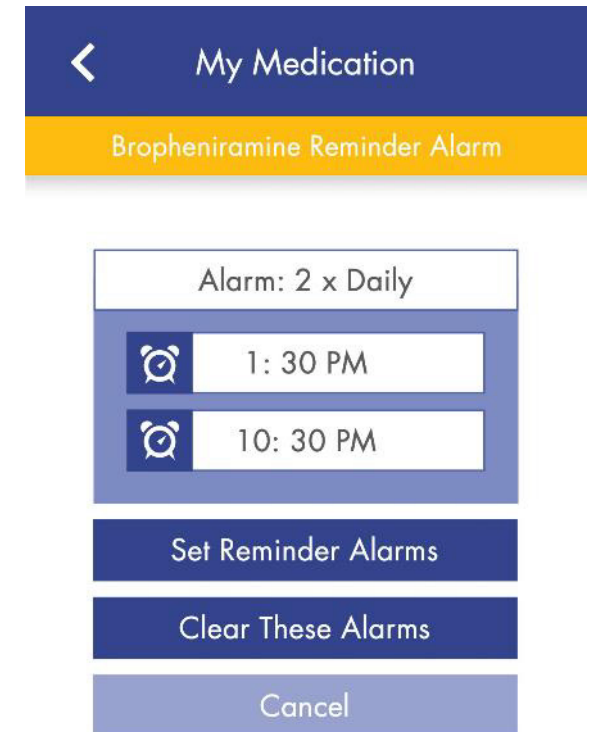 My Medication
Bropheniramine Reminder Alarm
Alarm: 2 x Daily
1: 30 PM
10: 30 PM
Set Reminder Alarms
Clear These Alarms
Cancel